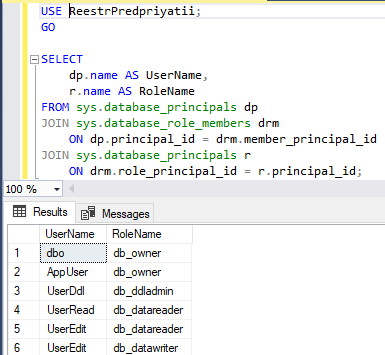 USE ReestrPredpriyatii;
GO
SELECT
dp.name AS UserName,
r.name AS RoleName
FROM sys.database_principals dp
JOIN sys.database_role_members drm
ON dp.principal_id = drm.member_principal_id
JOIN sys.database_principals r
ON drm.role_principal_id = r.principal_id;
100 %
Results Messages
UserName RoleName
1 dbo db_owner
2 AppUser db_owner
3 UserDdl db_ddladmin
4 UserRead db_datareader
5 UserEdit db_datareader
6 UserEdit db_datawriter